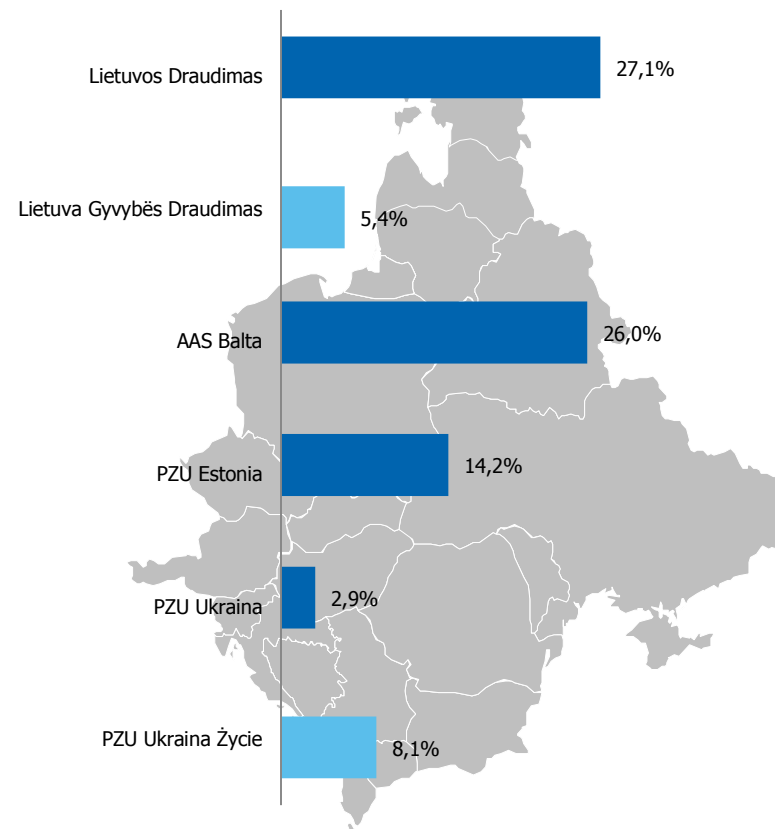 Lietuvos Draudimas 27,1%
Lietuva Gyvybës Draudimas 5,4%
AAS Balta 26,0%
PZU Estonia 14,2%
PZU Ukraina 2,9%
PZU Ukraina Życie 8,1%